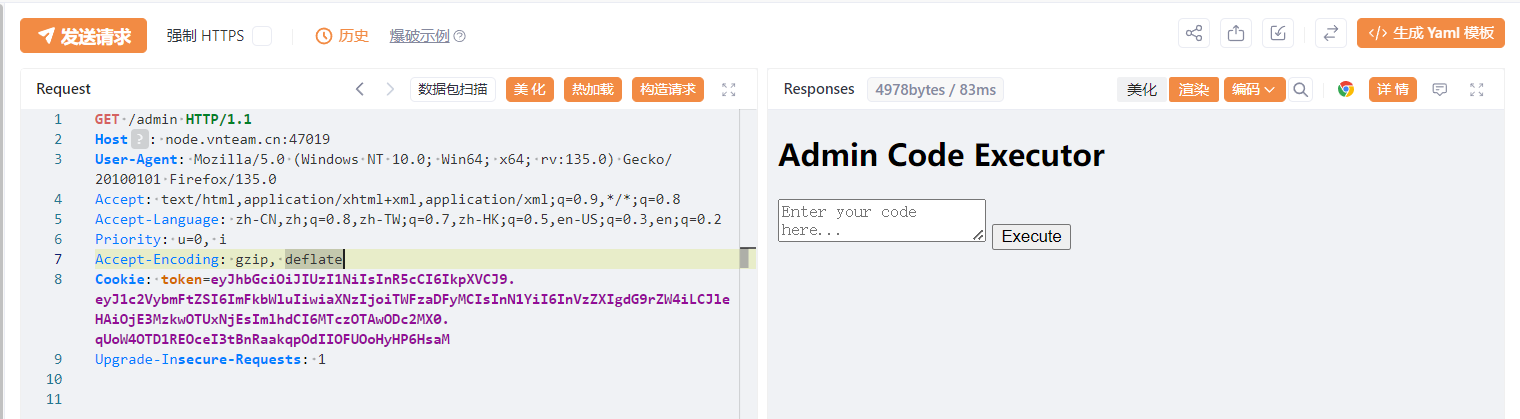 发送请求 强制 HTTPS 历史 爆破示例 生成 Yaml 模板
Request 数据包扫描 美化 热加载 构造请求
1 GET /admin HTTP/1.1
2 Host ? : node.vnteam.cn:47019
3 User-Agent: Mozilla/5.0 (Windows NT 10.0; Win64; x64; rv:135.0) Gecko/
20100101 Firefox/135.0
4 Accept: text/html,application/xhtml+xml,application/xml;q=0.9,*/*;q=0.8
5 Accept-Language: zh-CN,zh;q=0.8,zh-TW;q=0.7,zh-HK;q=0.5,en-US;q=0.3,en;q=0.2
6 Priority: u=0, i
7 Accept-Encoding: gzip, deflate
8 Cookie: token=eyJhbGciOiJIUzI1NiIsInR5cCI6IkpXVCJ9.
eyJ1c2VybmFtZSI6ImFkbWluIiwiaXNzIjoiTWFzaDFyMCIsInN1YiI6InVzZXIgdG9rZW4iLCJle
HAiOjE3MzkwOTUxNjEsImlhdCI6MTczOTAwODc2MX0.
qUoW4OTD1REOceI3tBnRaakqpOdIIOFUOoHyHP6HsaM
9 Upgrade-Insecure-Requests: 1
10
11
Responses 4978bytes / 83ms 美化 渲染 编码 详情
Admin Code Executor
Enter your code
here...
Execute